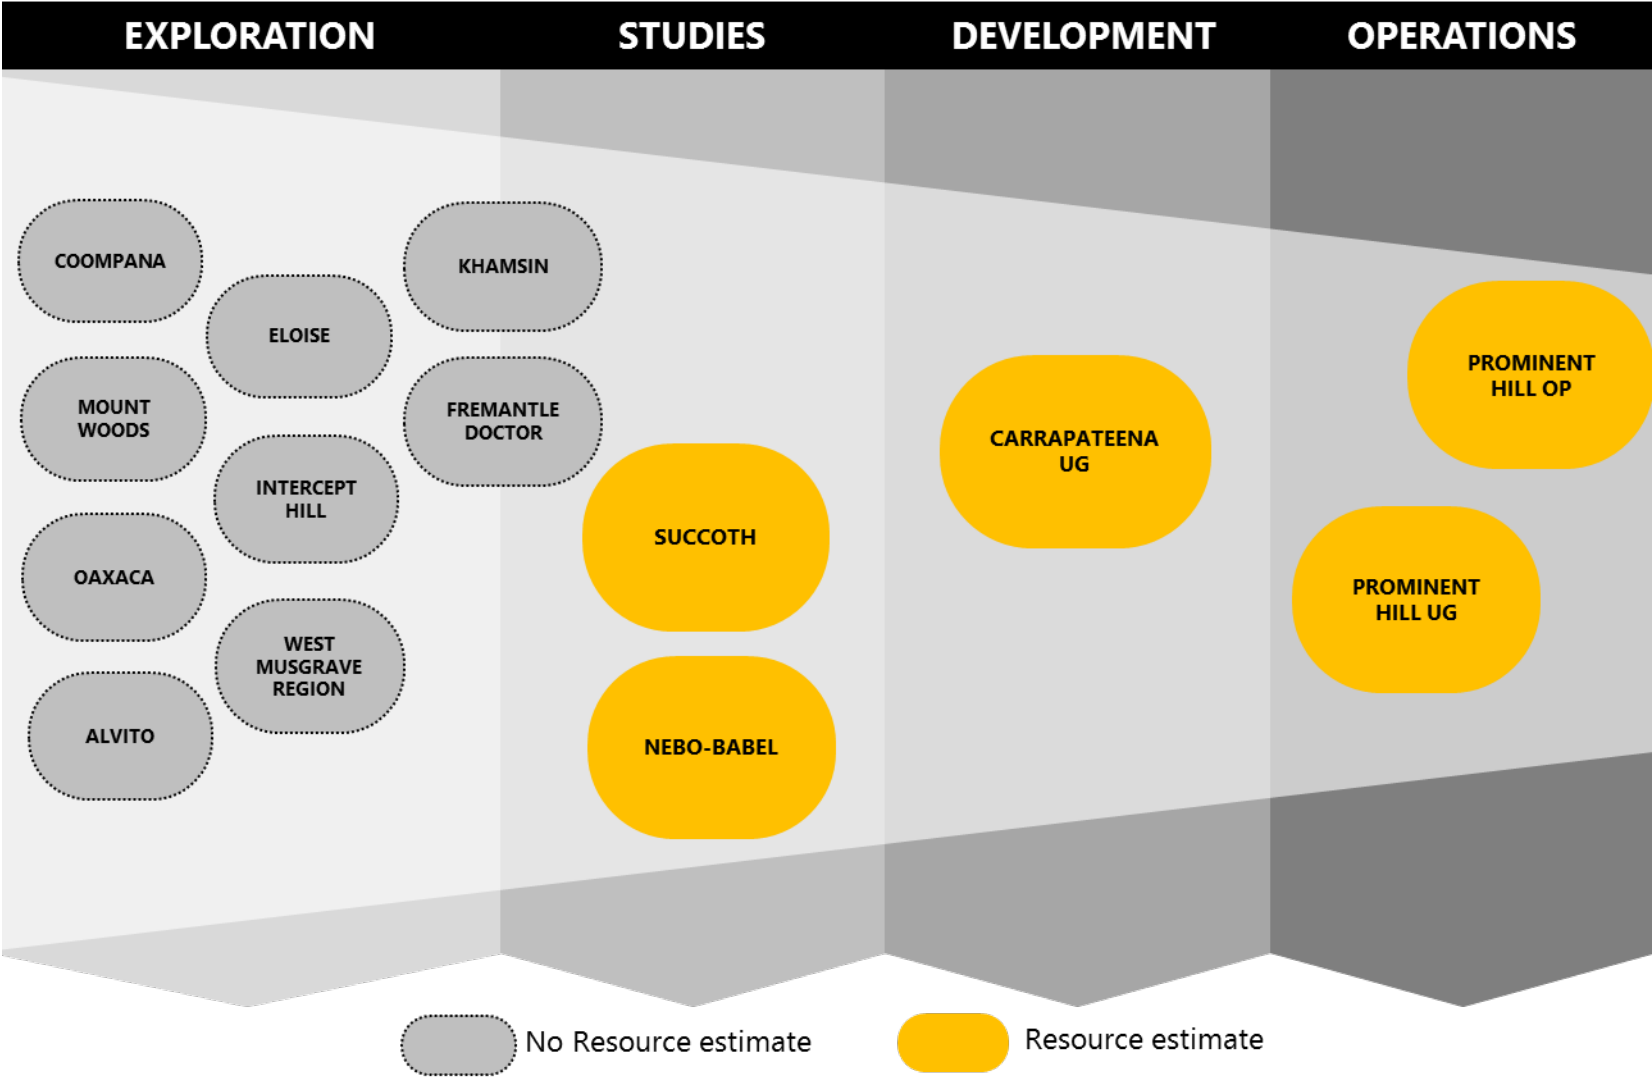 EXPLORATION
STUDIES
DEVELOPMENT
OPERATIONS
COOMPANA
MOUNT
WOODS
OAXACA
ALVITO
ELOISE
INTERCEPT
HILL
WEST
MUSGRAVE
REGION
KHAMSIN
FREMANTLE
DOCTOR
SUCCOTH
NEBO-BABEL
CARRAPATEENA
UG
PROMINENT
HILL OP
PROMINENT
HILL UG
No Resource estimate
Resource estimate